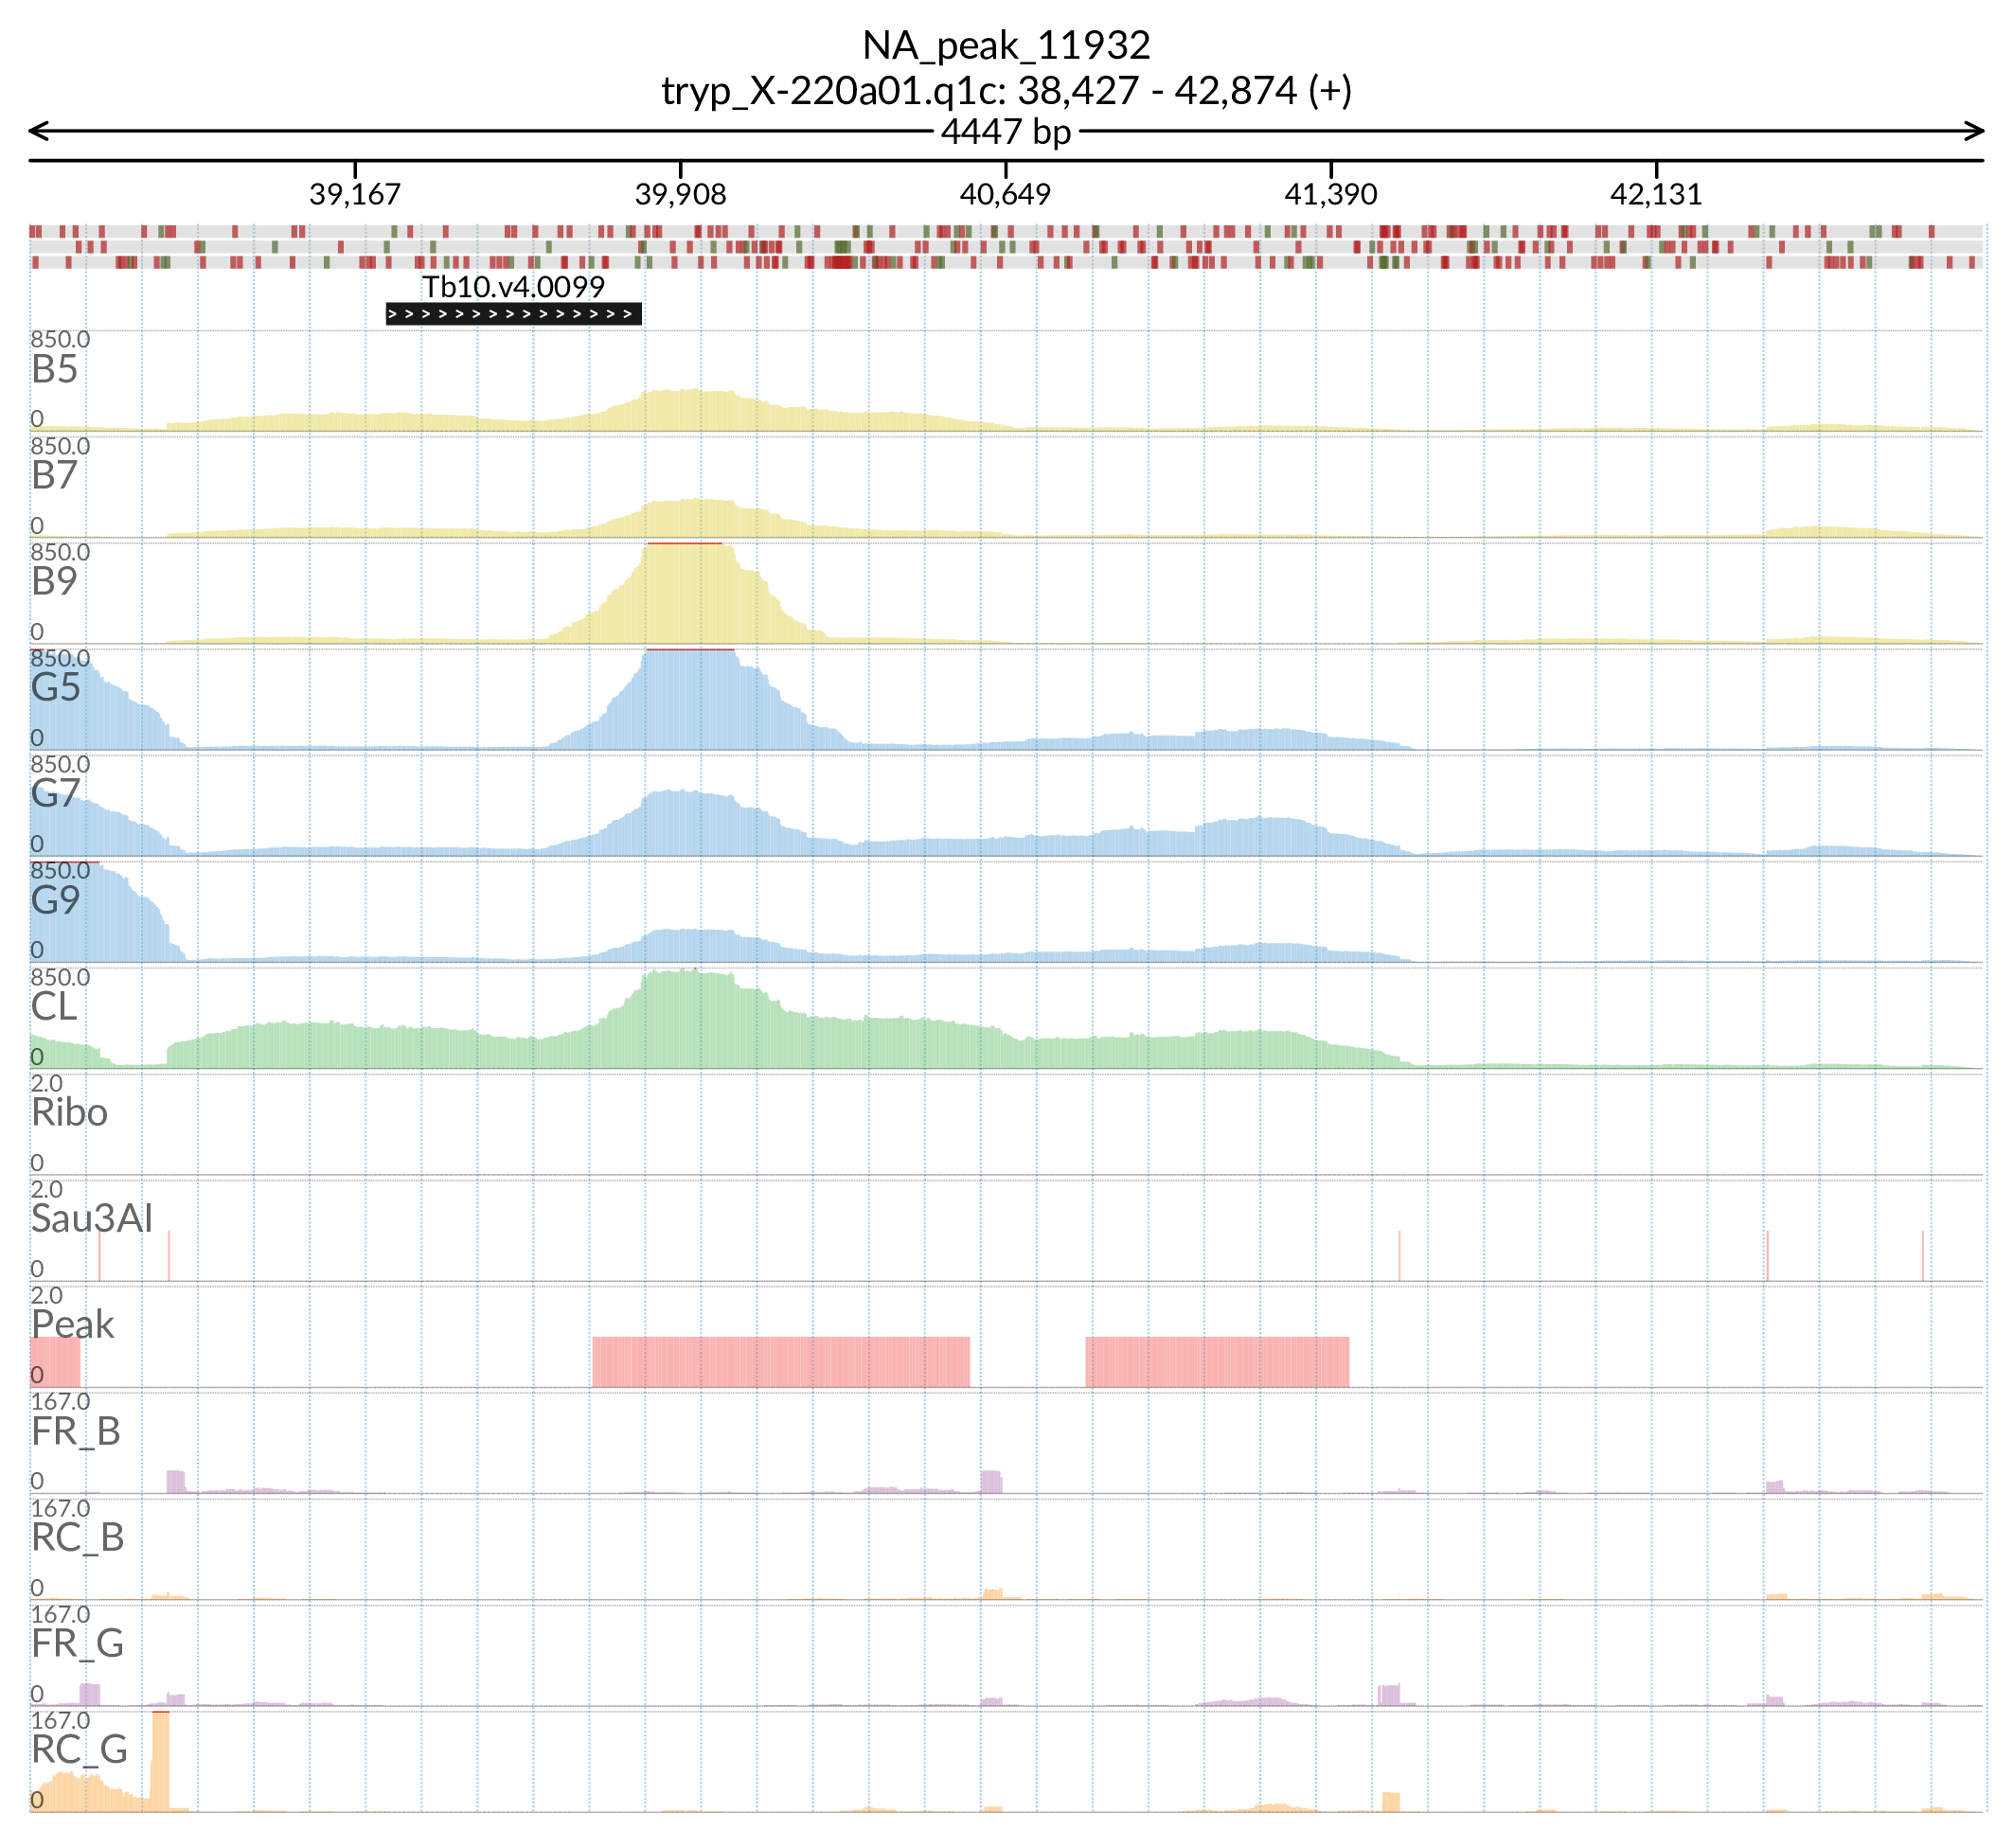 NA_peak_11932
tryp_X-220a01.q1c: 38,427 - 42,874 (+)
4447 bp
39,167 39,908 40,649 41,390 42,131
Tb10.v4.0099
850.0
B5
0
850.0
B7
0
850.0
B9
0
850.0
G5
0
850.0
G7
0
850.0
G9
0
850.0
CL
0
2.0
Ribo
0
2.0
Sau3AI
0
2.0
Peak
0
167.0
FR_B
0
167.0
RC_B
0
167.0
FR_G
0
167.0
RC_G
0